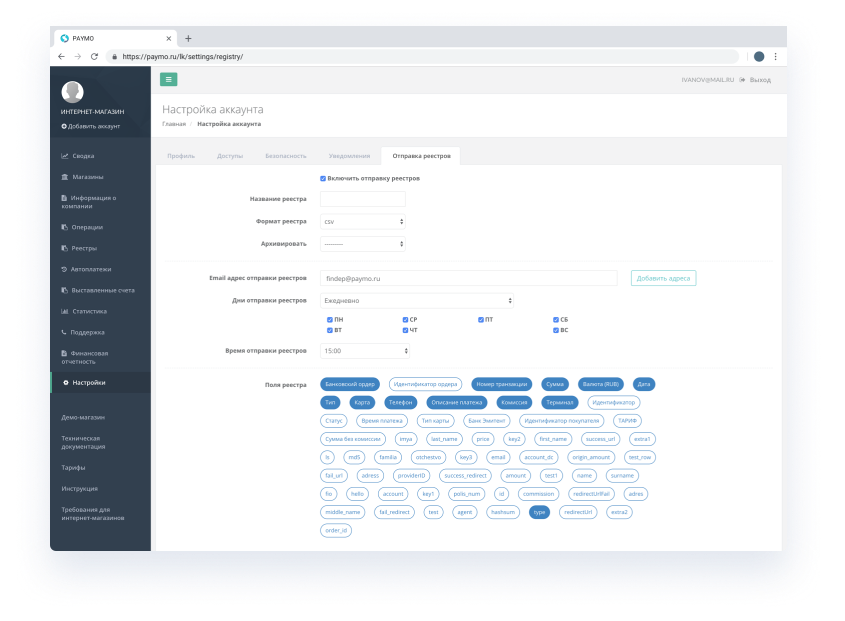 PAYMO
https://paymo.ru/lk/settings/registry/
IVANOV@MAIL.RU Выход
ИНТЕРНЕТ-МАГАЗИН
Добавить аккаунт
Настройка аккаунта
Главная / Настройка аккаунта
Сводка
Магазины
Информация о
компании
Операции
Реестры
Автоплатежи
Выставленные счета
Статистика
Поддержка
Финансовая
отчетность
Настройки
Демо-магазин
Техническая
документация
Тарифы
Инструкция
Требования для
интернет-магазинов
Профиль Доступы Безопасность Уведомления Отправка реестров
Включить отправку реестров
Название реестра
Формат реестра csv
Архивировать ---------
Email адрес отправки реестров findep@paymo.ru Добавить адреса
Дни отправки реестров Ежедневно
ПН СР ПТ СБ
ВТ ЧТ ВС
Время отправки реестров 15:00
Поля реестра Банковский ордер Идентификатор ордера Номер транзакции Сумма Валюта (RUB) Дата
Тип Карта Телефон Описание платежа Комиссия Терминал Идентификатор
Статус Время платежа Тип карты Банк Эмитент Идентификатор покупателя ТАРИФ
Сумма без комиссии imya last_name price key2 first_name success_url extra1
is md5 familia otchestvo key3 email account_dc origin_amount test_row
fail_url adress providerID success_redirect amount test1 name surname
fio hello account key1 polis_num id commission redirectUrlFail adres
middle_name fail_redirect test agent hashsum type redirectUrl extra2
order_id